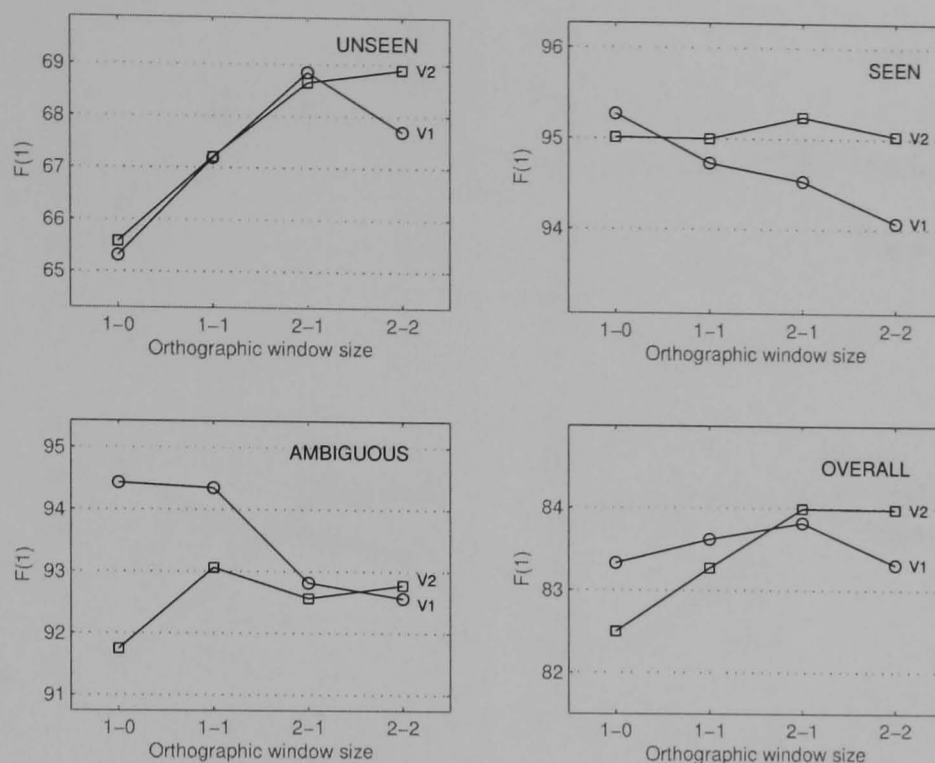 UNSEEN
69
68
67
66
65
F(1)
V2
V1
1–0 1–1 2–1 2–2
Orthographic window size
SEEN
96
95
94
F(1)
V2
V1
1–0 1–1 2–1 2–2
Orthographic window size
AMBIGUOUS
95
94
93
92
91
F(1)
V2
V1
1–0 1–1 2–1 2–2
Orthographic window size
OVERALL
84
83
82
F(1)
V2
V1
1–0 1–1 2–1 2–2
Orthographic window size